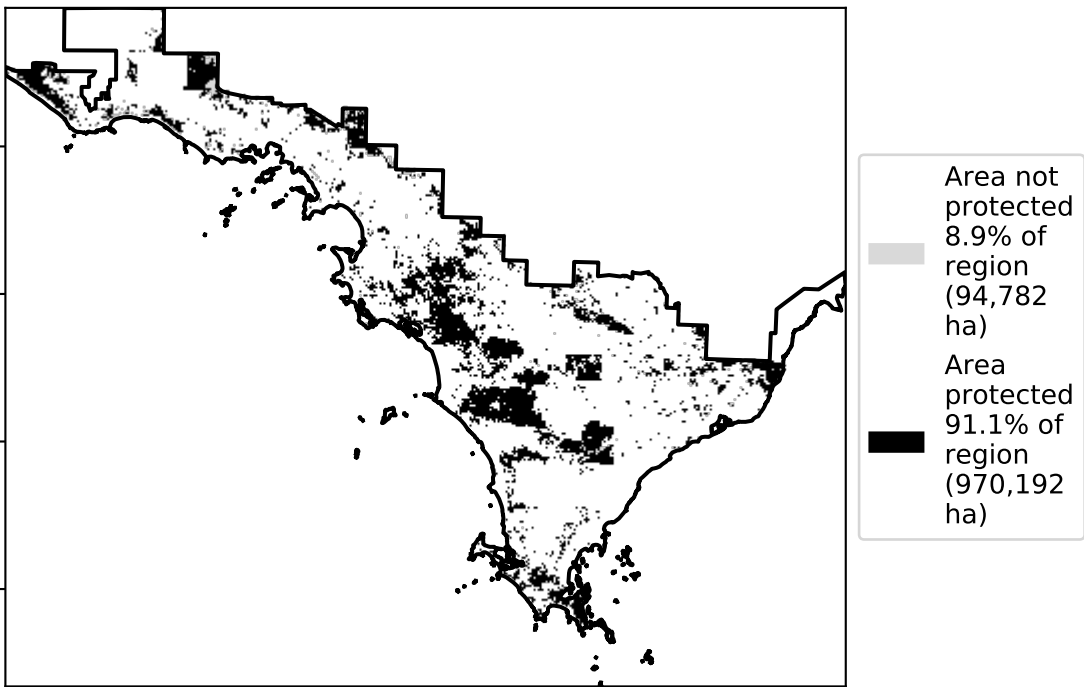 Area not
protected
8.9% of
region
(94,782
ha)
Area
protected
91.1% of
region
(970,192
ha)